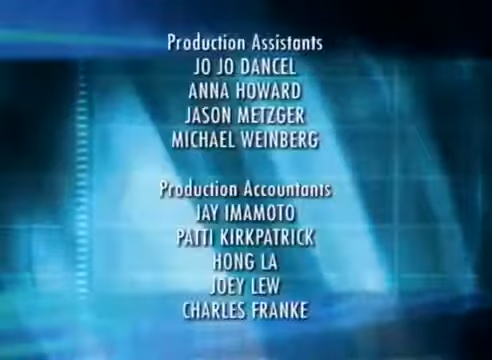 Production Assistants
JO JO DANCEL
ANNA HOWARD
JASON METZGER
MICHAEL WEINBERG
Production Accountants
JAY IMAMOTO
PATTI KIRKPATRICK
HONG LA
JOEY LEW
CHARLES FRANKE